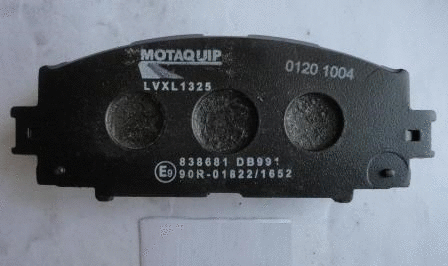 MOTAQUIP
LVXL1325
0120 1004
838681 DB991
E9 90R-01822/1652